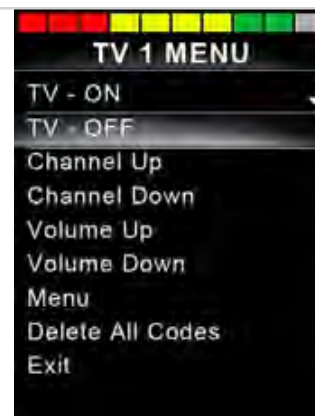 TV 1 MENU
TV - ON
TV - OFF
Channel Up
Channel Down
Volume Up
Volume Down
Menu
Delete All Codes
Exit